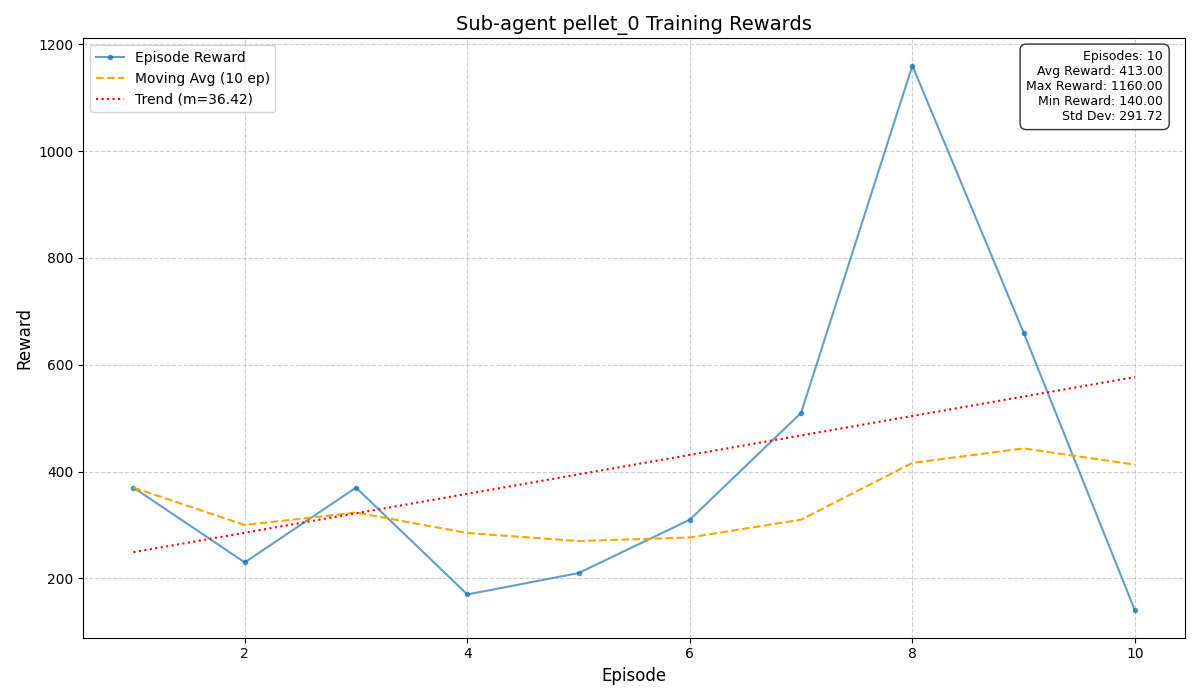 Sub-agent pellet_0 Training Rewards
Episode Reward
Moving Avg (10 ep)
Trend (m=36.42)
Episodes: 10
Avg Reward: 413.00
Max Reward: 1160.00
Min Reward: 140.00
Std Dev: 291.72
Reward
1200
1000
800
600
400
200
2 4 6 8 10
Episode